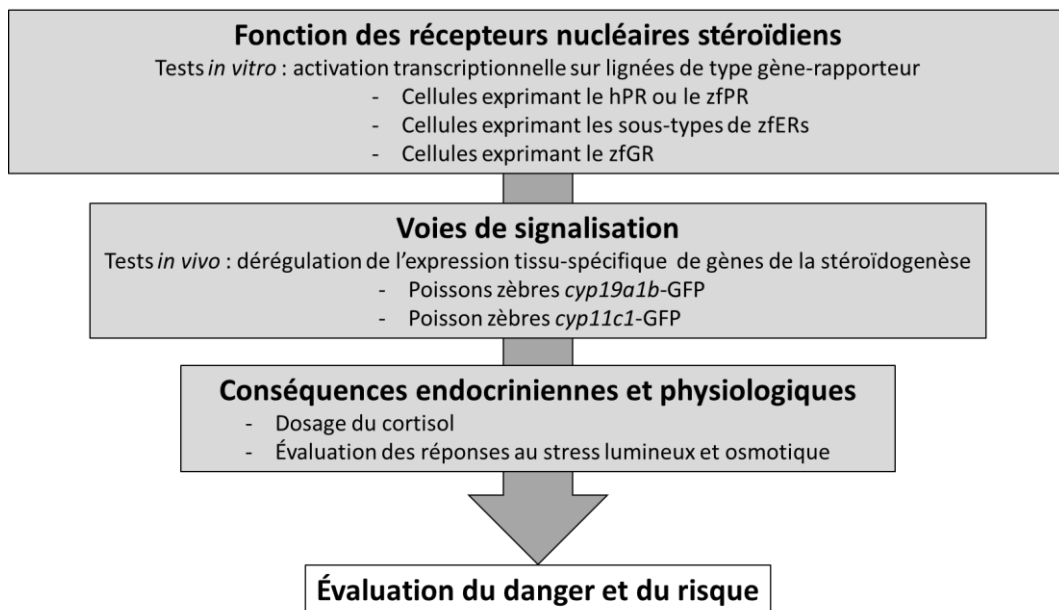 Fonction des récepteurs nucléaires stéroïdiens
Tests in vitro : activation transcriptionnelle sur lignées de type gène-rapporteur
- Cellules exprimant le hPR ou le zfPR
- Cellules exprimant les sous-types de zfERs
- Cellules exprimant le zfGR
Voies de signalisation
Tests in vivo : dérégulation de l'expression tissu-spécifique de gènes de la stéroïdogenèse
- Poissons zèbres cyp19a1b-GFP
- Poisson zèbres cyp11c1-GFP
Conséquences endocriniennes et physiologiques
- Dosage du cortisol
- Évaluation des réponses au stress lumineux et osmotique
Évaluation du danger et du risque